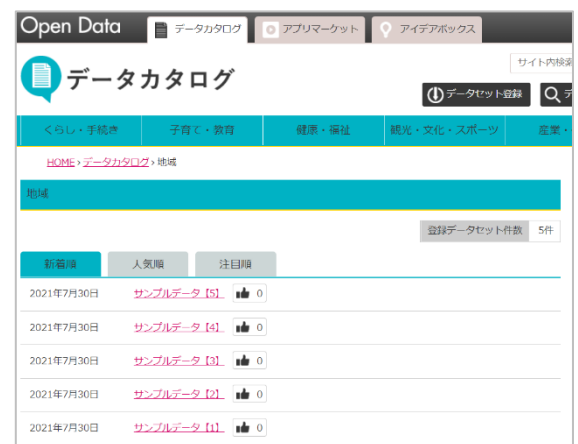 Open Data データカタログ アプリマーケット アイデアボックス
サイト内検索
データカタログ
データセット登録
くらし・手続き 子育て・教育 健康・福祉 観光・文化・スポーツ 産業・
HOME › データカタログ › 地域
地域
登録データセット件数 5件
新着順 人気順 注目順
2021年7月30日 サンプルデータ【5】 0
2021年7月30日 サンプルデータ【4】 0
2021年7月30日 サンプルデータ【3】 0
2021年7月30日 サンプルデータ【2】 0
2021年7月30日 サンプルデータ【1】 0